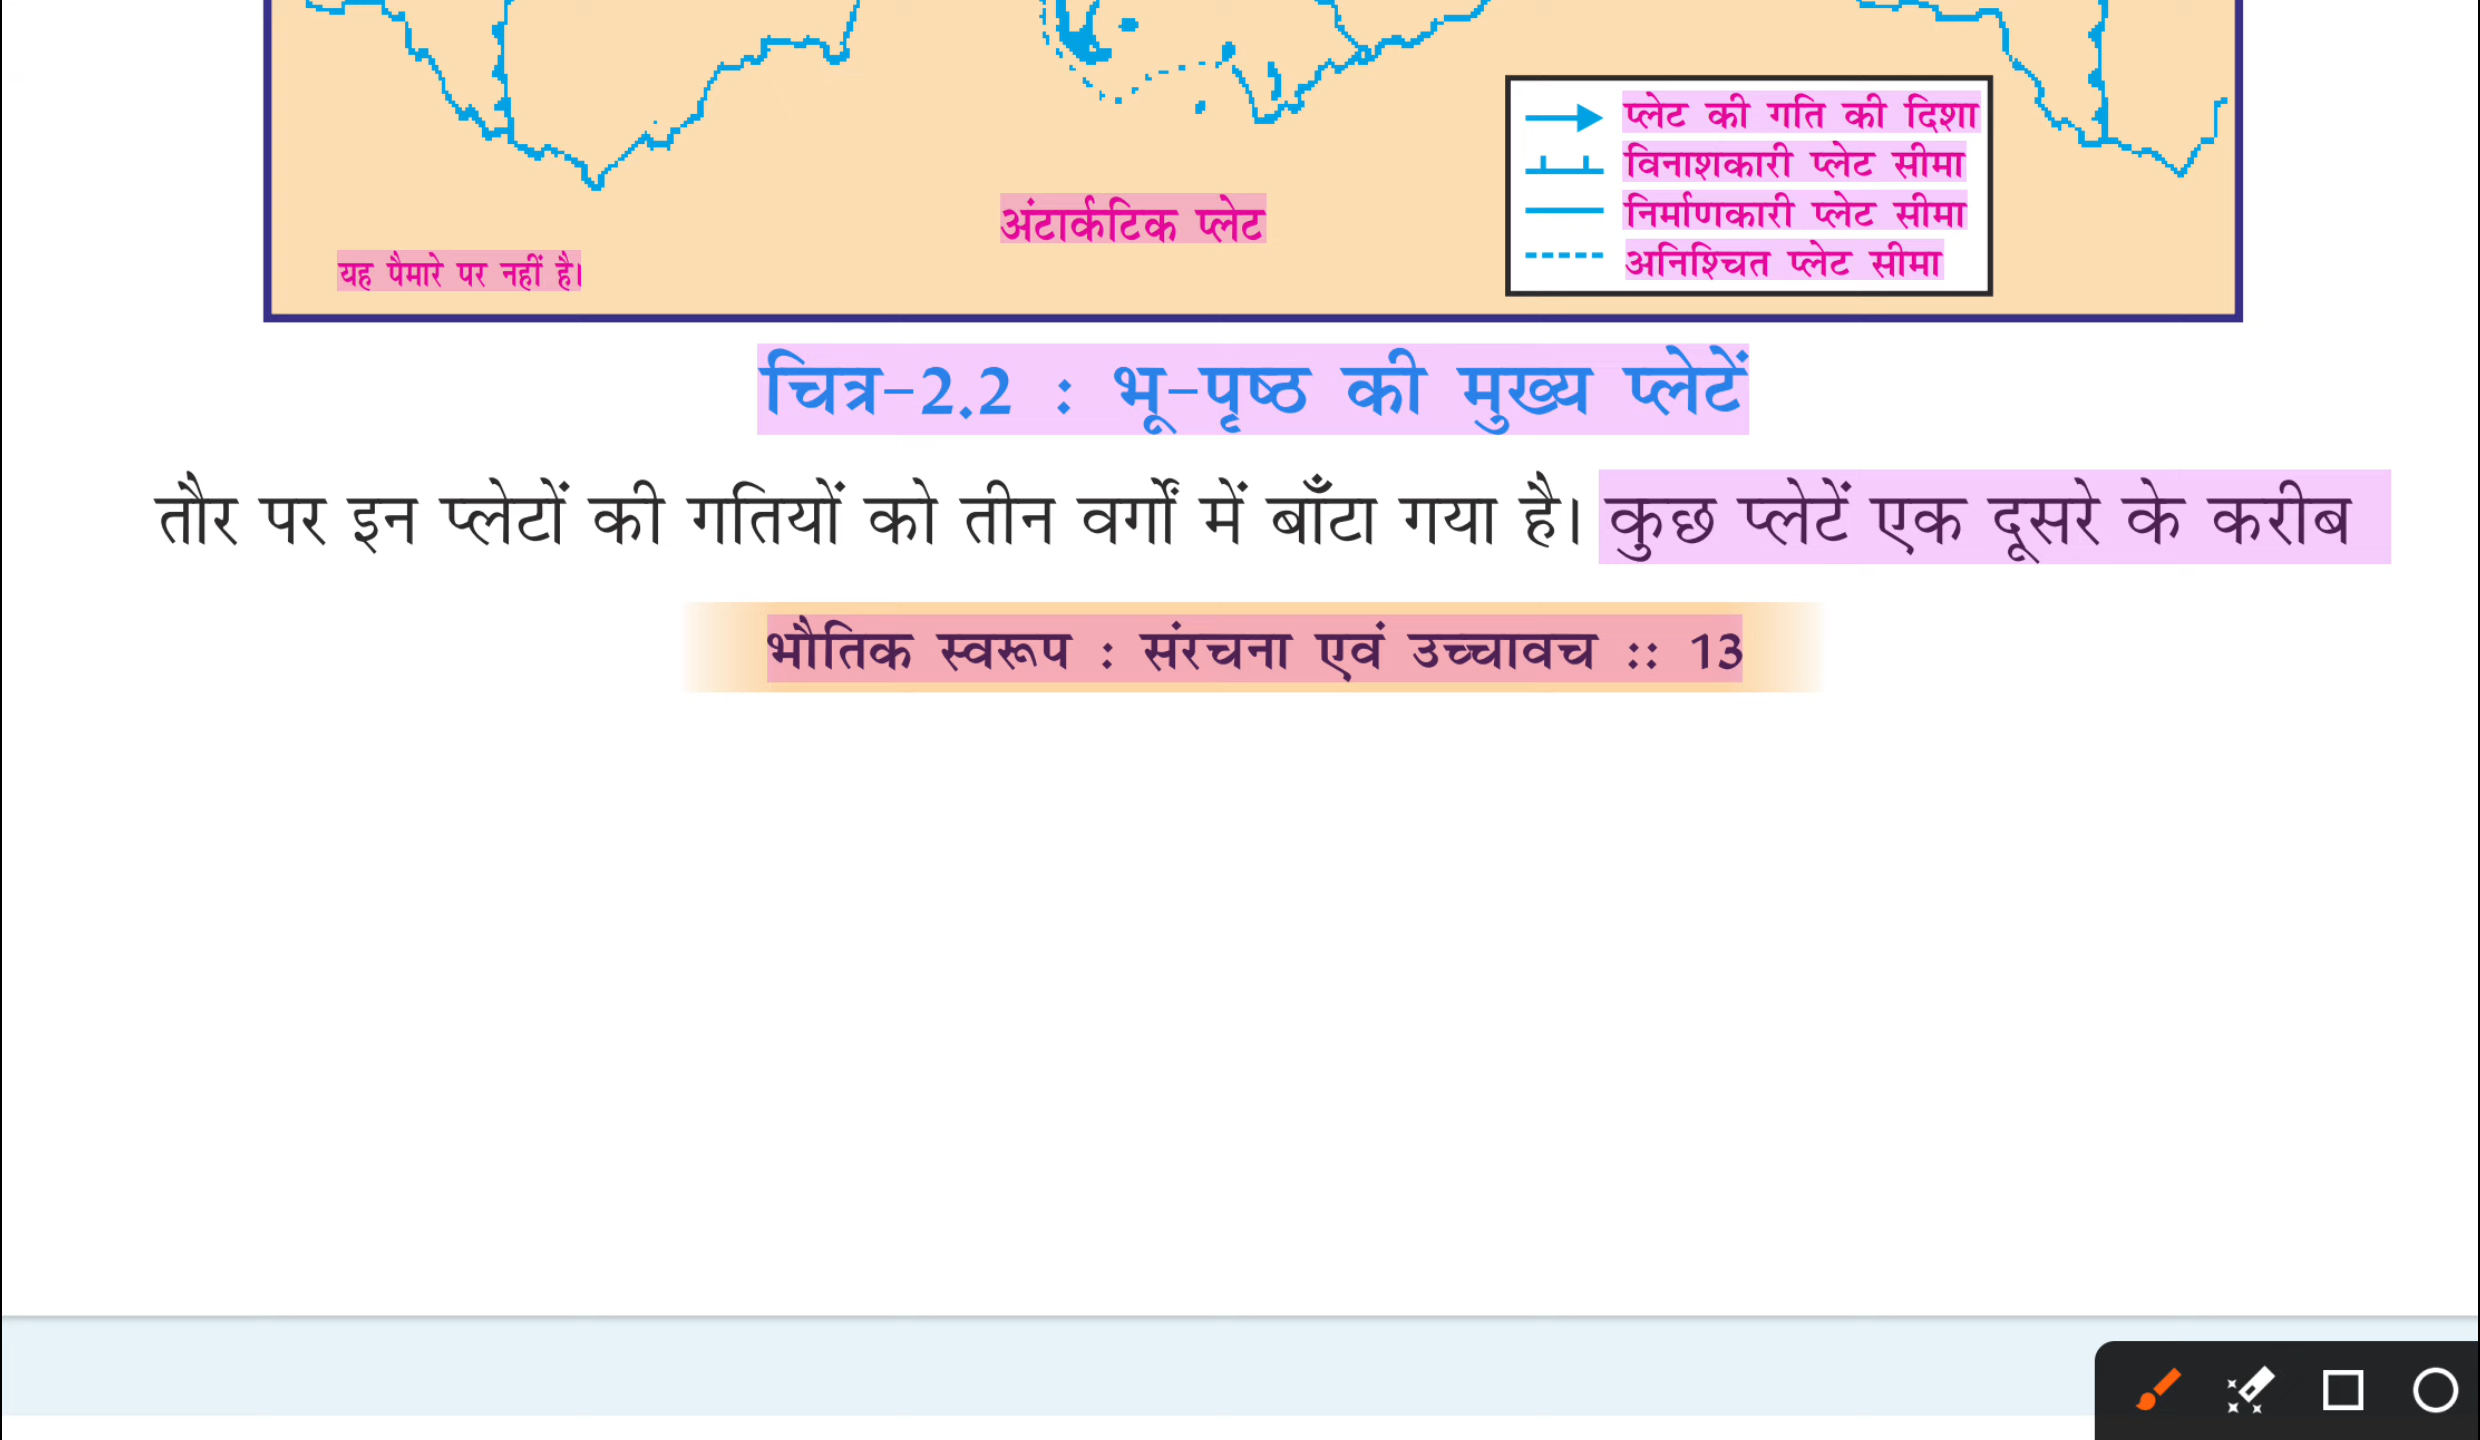 प्लेट की गति की दिशा
विनाशकारी प्लेट सीमा
निर्माणकारी प्लेट सीमा
अनिश्चित प्लेट सीमा
अंटार्कटिक प्लेट
यह पैमारे पर नहीं है।
चित्र-2.2 : भू-पृष्ठ की मुख्य प्लेटें
तौर पर इन प्लेटों की गतियों को तीन वर्गों में बाँटा गया है। कुछ प्लेटें एक दूसरे के करीब
भौतिक स्वरूप : संरचना एवं उच्चावच :: 13